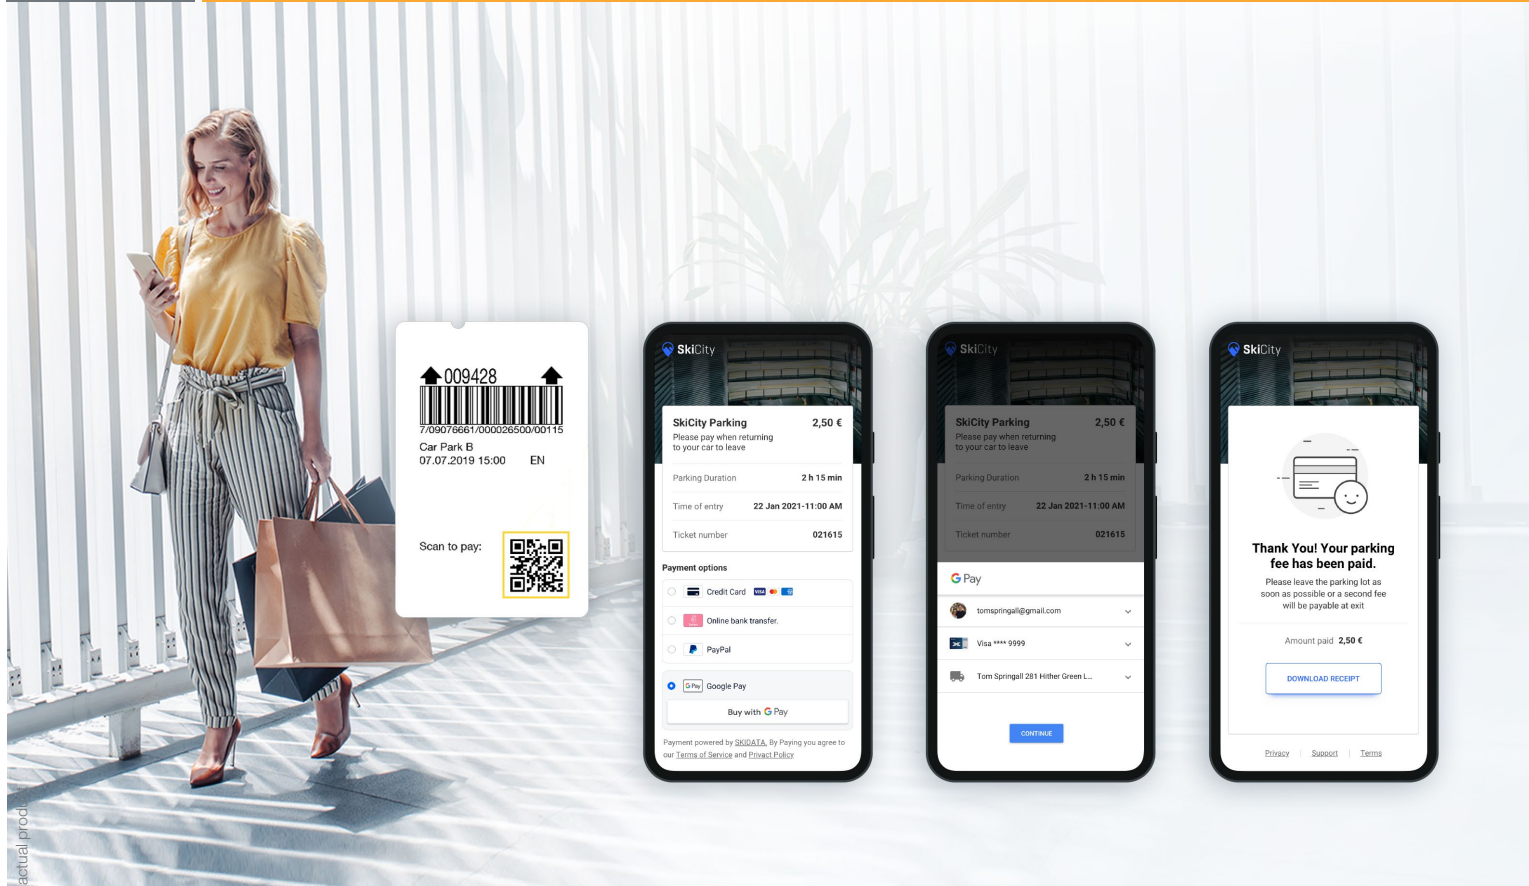 009428
7/09076661/000026500/00115
Car Park B
07.07.2019 15:00 EN
Scan to pay:
SkiCity
SkiCity Parking 2,50 €
Please pay when returning
to your car to leave
Parking Duration 2 h 15 min
Time of entry 22 Jan 2021-11:00 AM
Ticket number 021615
Payment options
Credit Card VISA
Online bank transfer.
PayPal
G Pay Google Pay
Buy with G Pay
Payment powered by SKIDATA. By Paying you agree to
our Terms of Service and Privact Policy
SkiCity
SkiCity Parking 2,50 €
Please pay when returning
to your car to leave
Parking Duration 2 h 15 min
Time of entry 22 Jan 2021-11:00 AM
Ticket number 021615
G Pay
tomspringall@gmail.com
Visa **** 9999
Tom Springall 281 Hither Green L...
CONTINUE
SkiCity
Thank You! Your parking
fee has been paid.
Please leave the parking lot as
soon as possible or a second fee
will be payable at exit
Amount paid 2,50 €
DOWNLOAD RECEIPT
Privacy | Support | Terms
actual produ